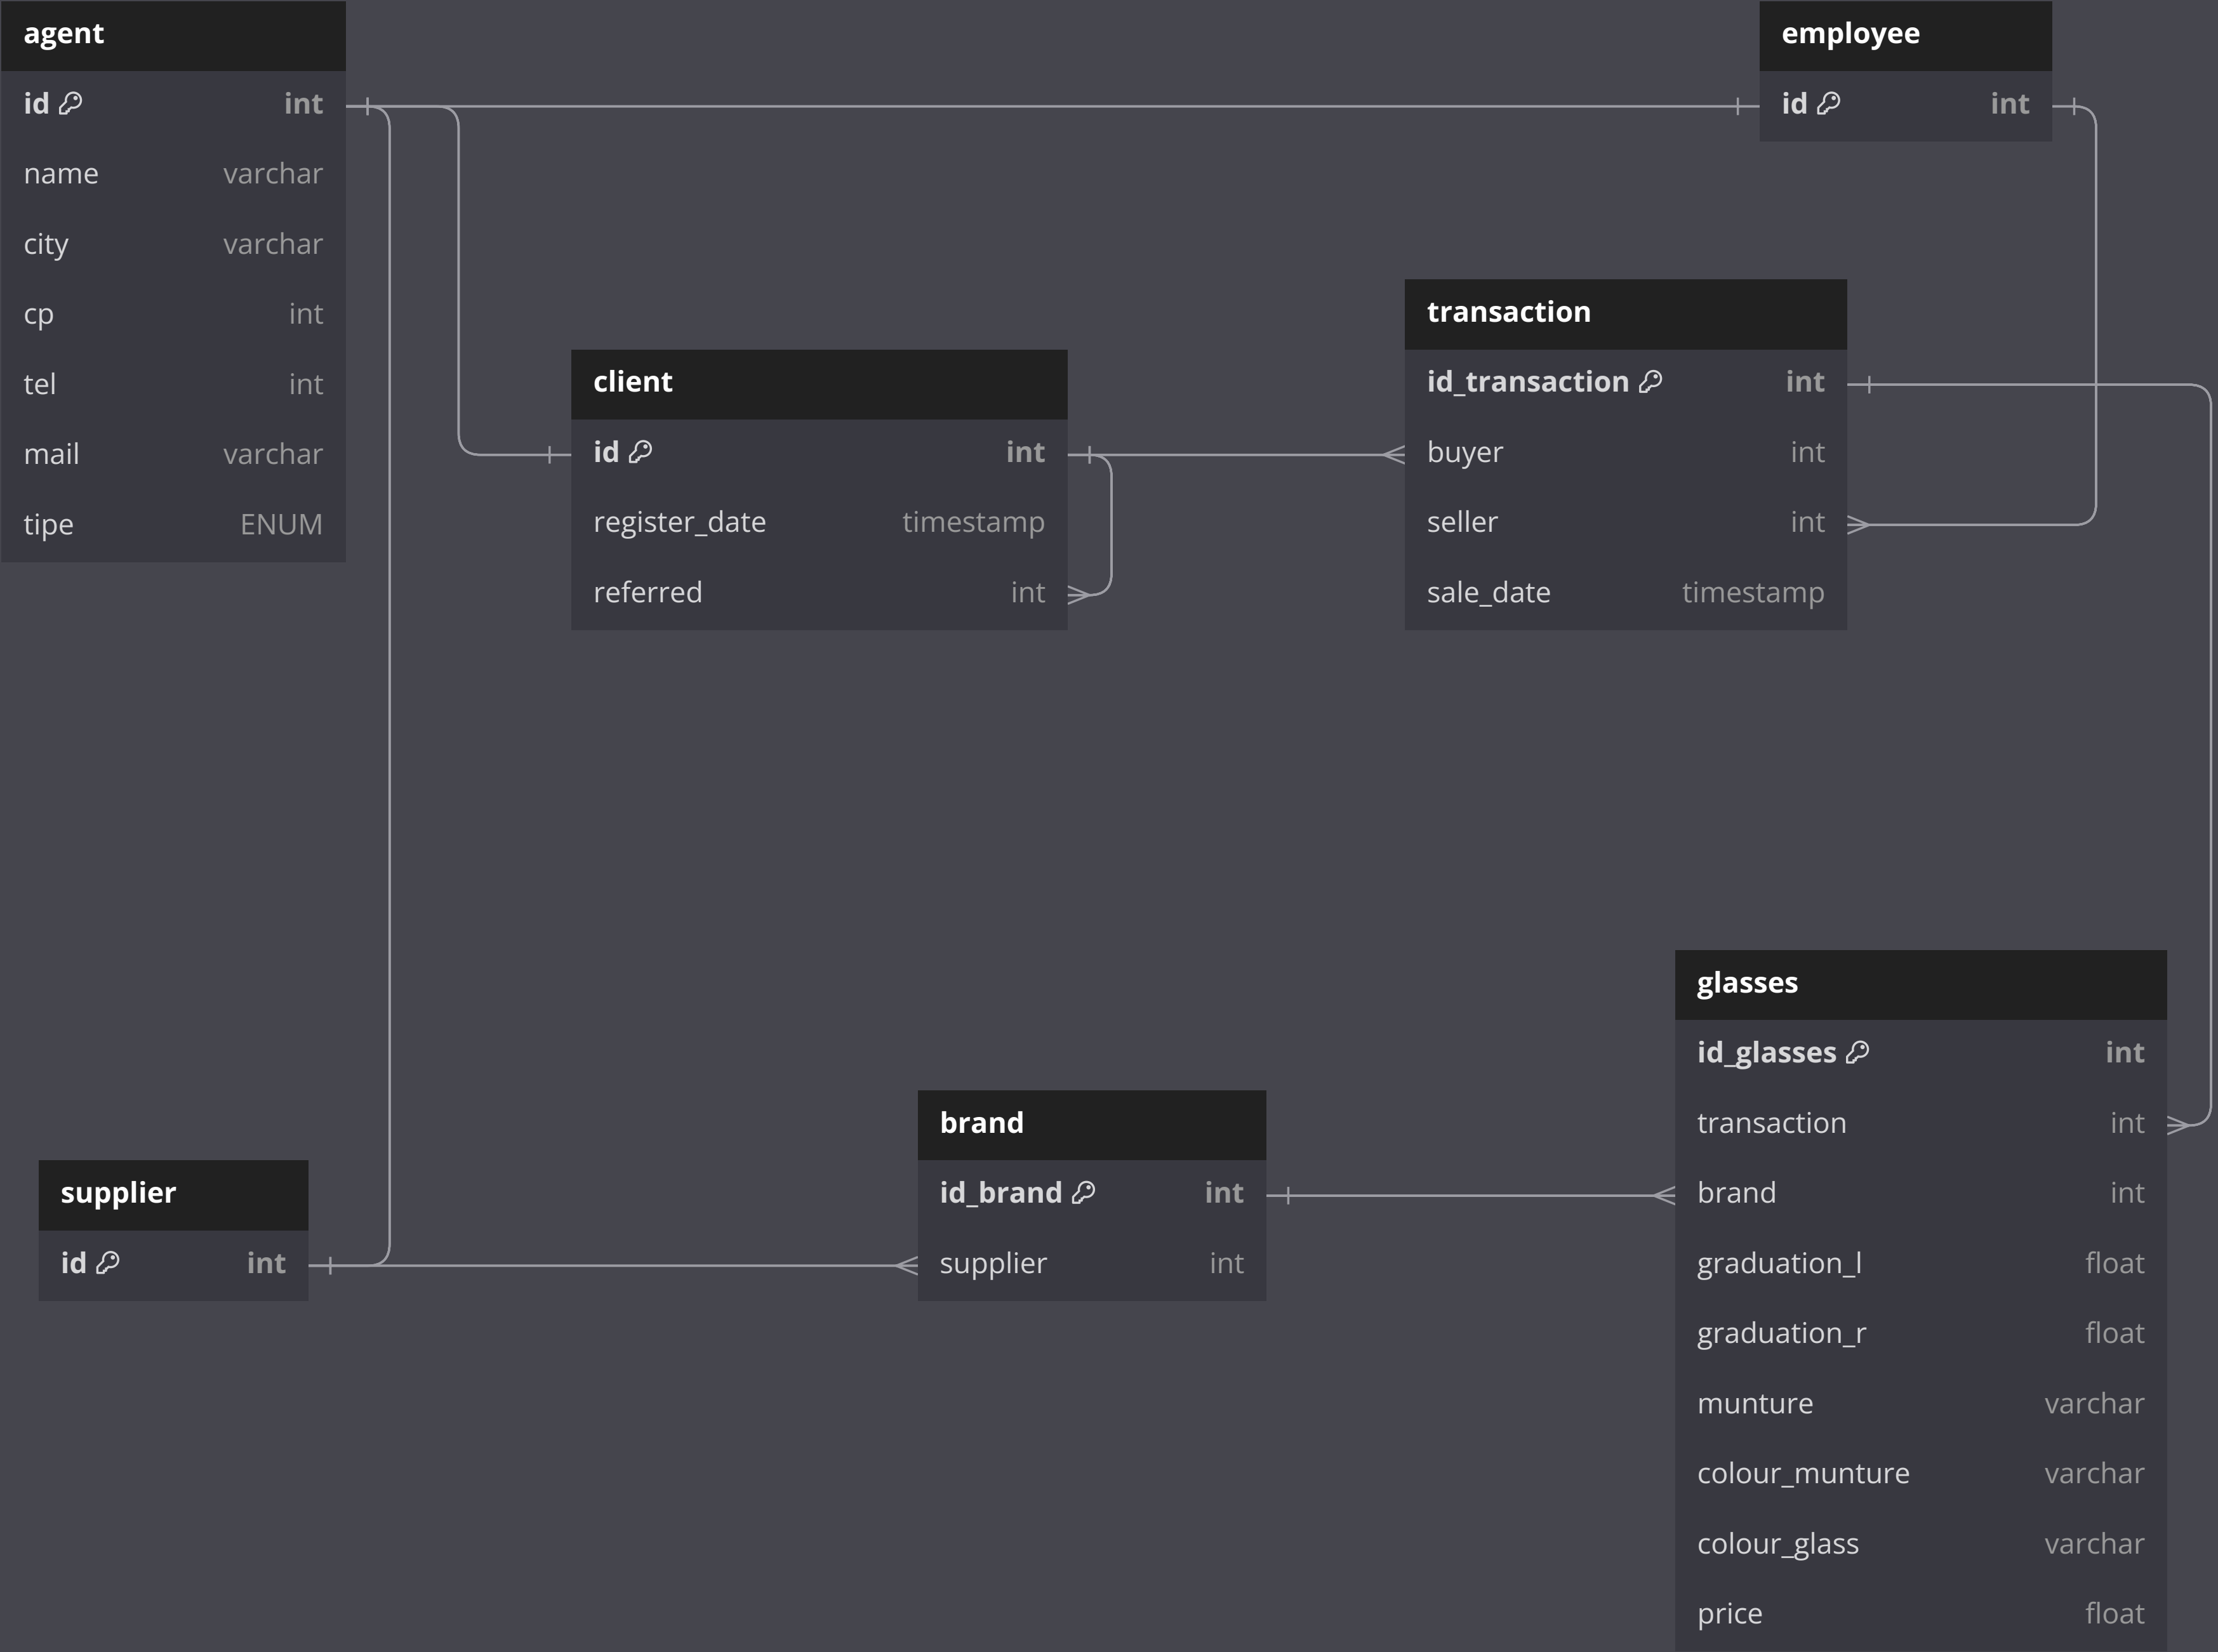 agent
id int
name varchar
city varchar
cp int
tel int
mail varchar
tipe ENUM
employee
id int
client
id int
register_date timestamp
referred int
transaction
id_transaction int
buyer int
seller int
sale_date timestamp
supplier
id int
brand
id_brand int
supplier int
glasses
id_glasses int
transaction int
brand int
graduation_l float
graduation_r float
munture varchar
colour_munture varchar
colour_glass varchar
price float